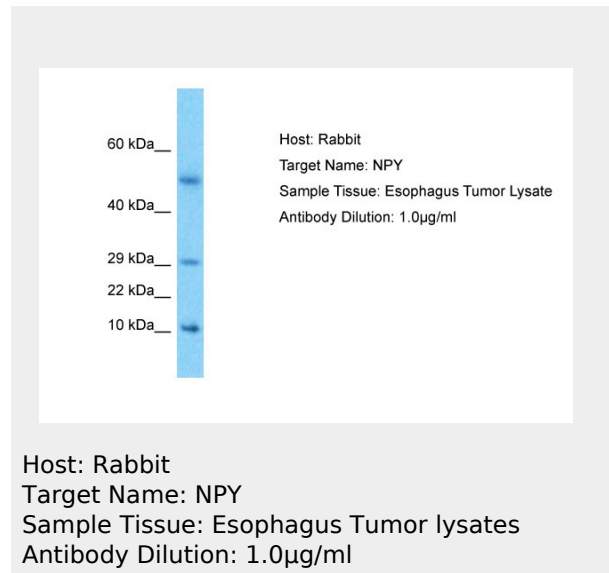 60 kDa__
40 kDa__
29 kDa__
22 kDa__
10 kDa__
Host: Rabbit
Target Name: NPY
Sample Tissue: Esophagus Tumor Lysate
Antibody Dilution: 1.0µg/ml
Host: Rabbit
Target Name: NPY
Sample Tissue: Esophagus Tumor lysates
Antibody Dilution: 1.0µg/ml